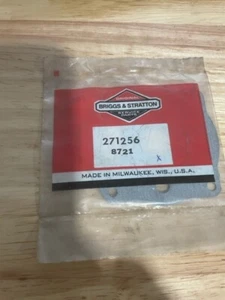 BRIGGS & STRATTON
271256
8721
X
MADE IN MILWAUKEE, WIS., U.S.A.